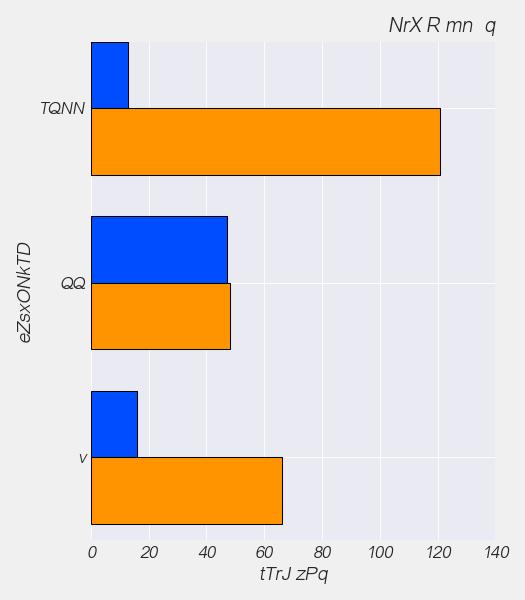 NrX R mn  q
TQNN
QQ
v
eZsxONkTD
0 20 40 60 80 100 120 140
tTrJ zPq